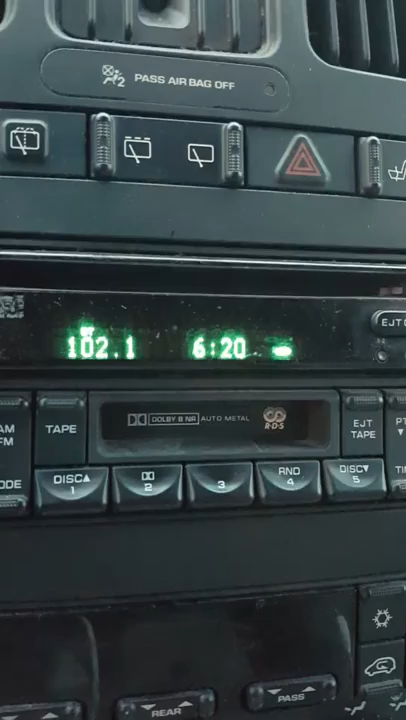 PASS AIR BAG OFF
102.1 6:20
EJT
AM TAPE DOLBY B NR AUTO METAL RDS EJT TAPE
FM
DISC▲ 1 2 3 RND 4 DISC▼ 5
REAR PASS